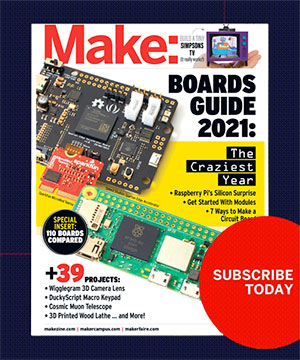 Make:
BUILD A TINY
SIMPSONS
TV
(It really works!)
BOARDS
GUIDE
2021:
The
Craziest
Year
• Raspberry Pi's Silicon Surprise
• Get Started With Modules
• 7 Ways to Make a
Circuit Board
SPECIAL
INSERT:
110 BOARDS
COMPARED
+39 PROJECTS:
• Wigglegram 3D Camera Lens
• DuckyScript Macro Keypad
• Cosmic Muon Telescope
• 3D Printed Wood Lathe ... and More!
SUBSCRIBE
TODAY
makezine.com | makercampus.com | makerfaire.com